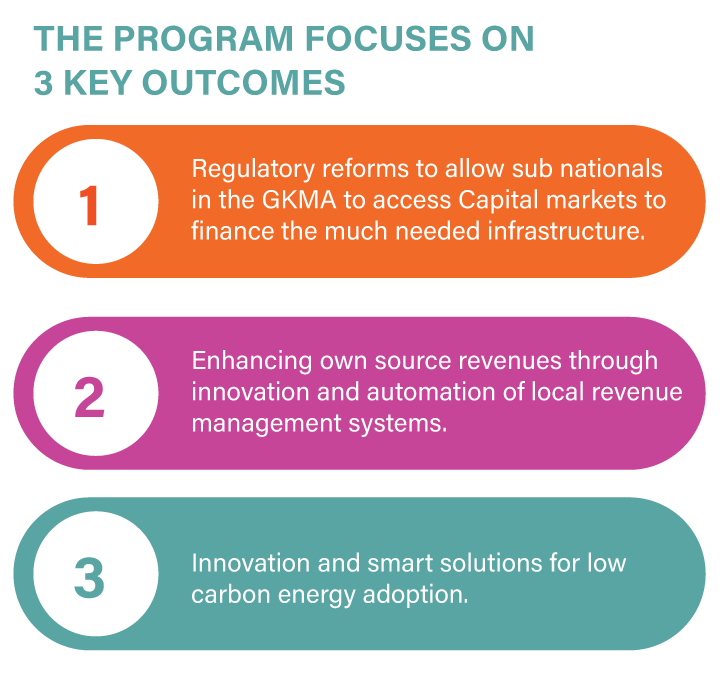 THE PROGRAM FOCUSES ON
3 KEY OUTCOMES
1
Regulatory reforms to allow sub nationals
in the GKMA to access Capital markets to
finance the much needed infrastructure.
2
Enhancing own source revenues through
innovation and automation of local revenue
management systems.
3
Innovation and smart solutions for low
carbon energy adoption.